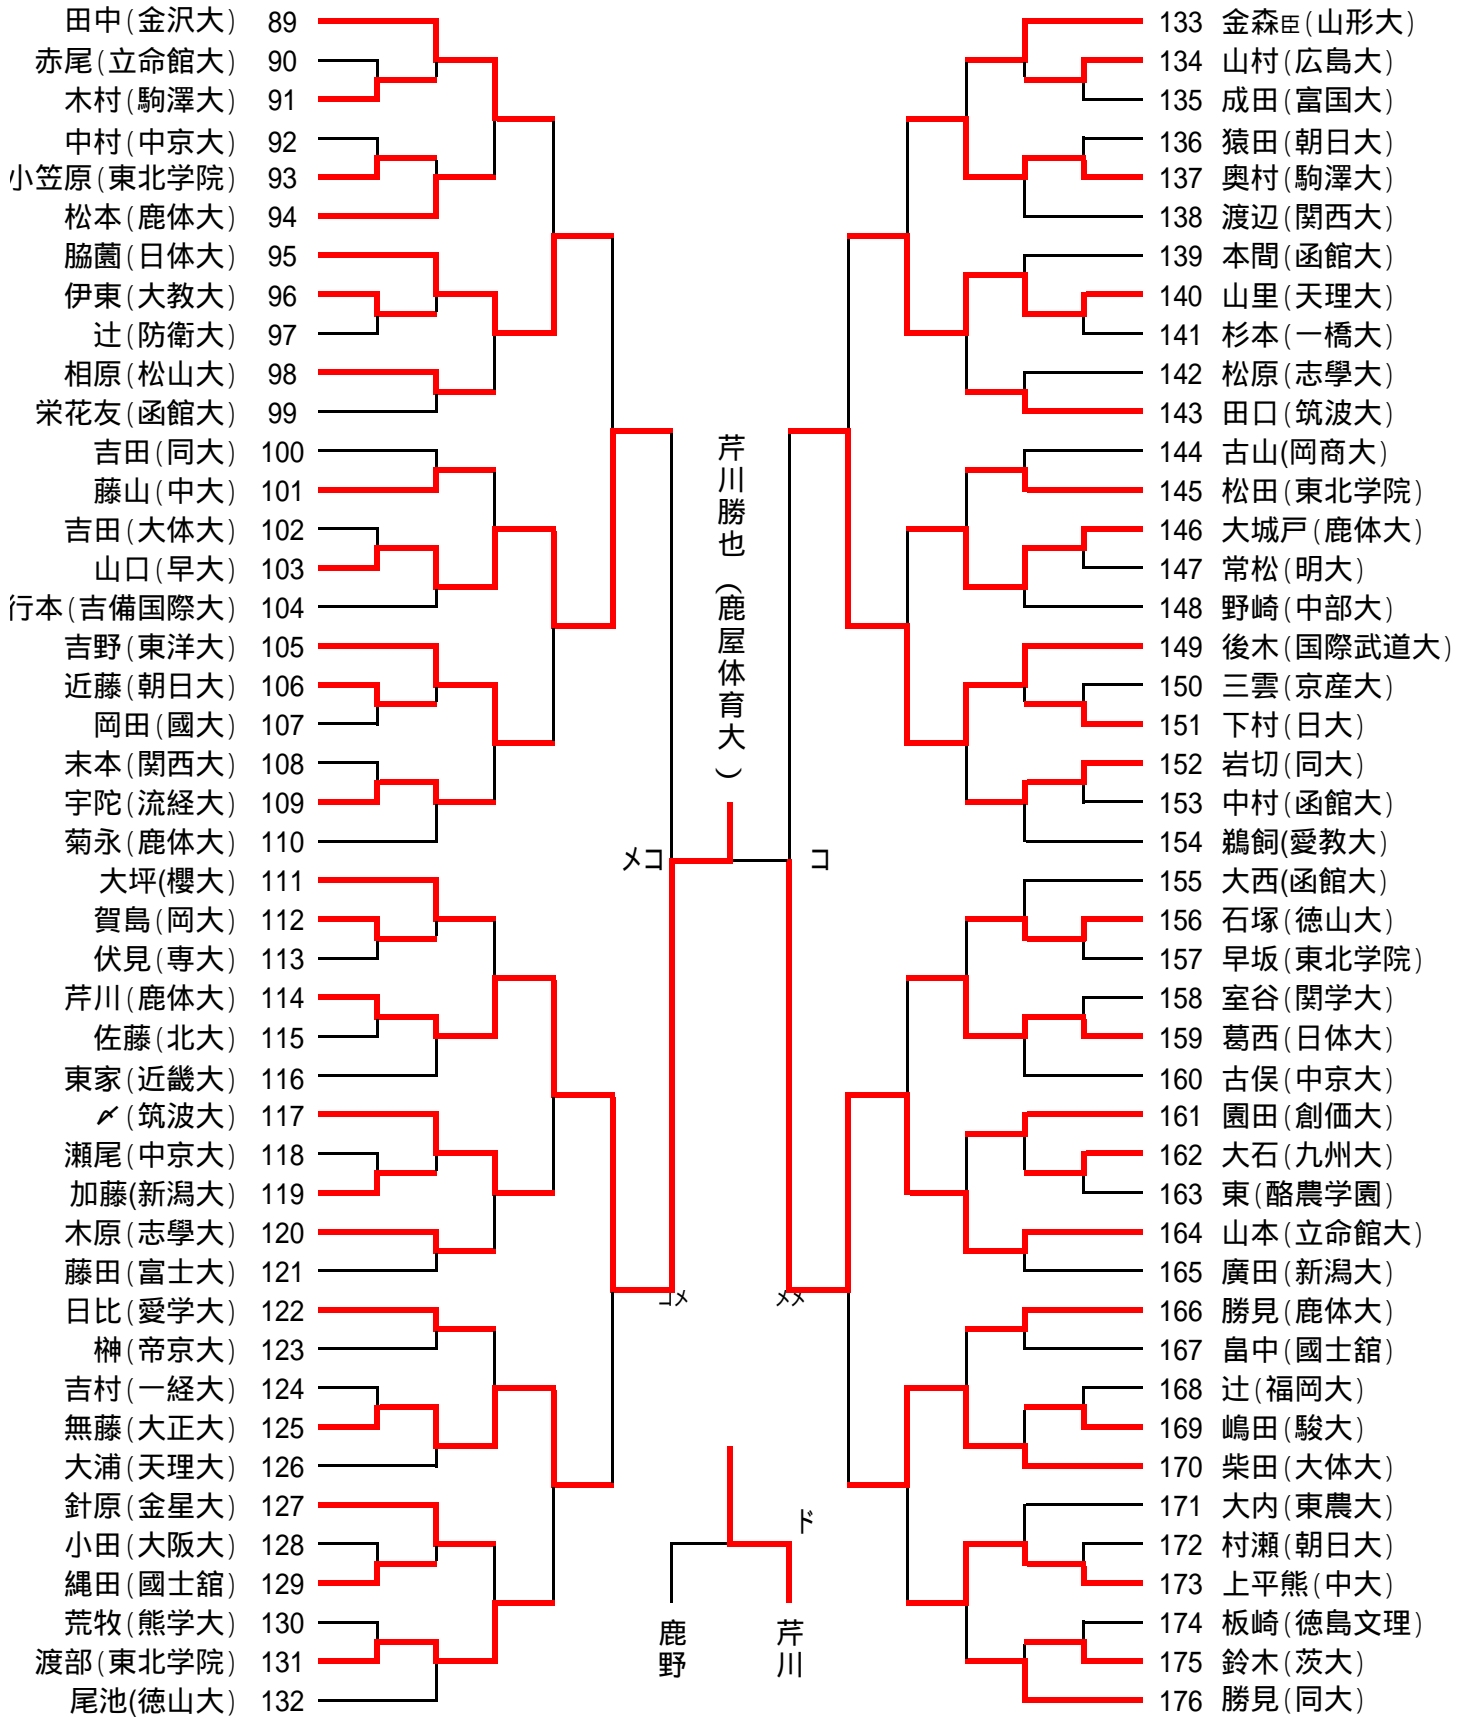 田中(金沢大) 89
赤尾(立命館大) 90
木村(駒澤大) 91
中村(中京大) 92
小笠原(東北学院) 93
松本(鹿体大) 94
脇薗(日体大) 95
伊東(大教大) 96
辻(防衛大) 97
相原(松山大) 98
栄花友(函館大) 99
吉田(同大) 100
藤山(中大) 101
吉田(大体大) 102
山口(早大) 103
行本(吉備国際大) 104
吉野(東洋大) 105
近藤(朝日大) 106
岡田(國大) 107
末本(関西大) 108
宇陀(流経大) 109
菊永(鹿体大) 110
大坪(櫻大) 111
賀島(岡大) 112
伏見(専大) 113
芹川(鹿体大) 114
佐藤(北大) 115
東家(近畿大) 116
〆(筑波大) 117
瀬尾(中京大) 118
加藤(新潟大) 119
木原(志學大) 120
藤田(富士大) 121
日比(愛学大) 122
榊(帝京大) 123
吉村(一経大) 124
無藤(大正大) 125
大浦(天理大) 126
針原(金星大) 127
小田(大阪大) 128
縄田(國士舘) 129
荒牧(熊学大) 130
渡部(東北学院) 131
尾池(徳山大) 132
芹川勝也(鹿屋体育大)
メコ
コ
コメ
メメ
ド
鹿野
芹川
133 金森臣(山形大)
134 山村(広島大)
135 成田(富国大)
136 猿田(朝日大)
137 奥村(駒澤大)
138 渡辺(関西大)
139 本間(函館大)
140 山里(天理大)
141 杉本(一橋大)
142 松原(志學大)
143 田口(筑波大)
144 古山(岡商大)
145 松田(東北学院)
146 大城戸(鹿体大)
147 常松(明大)
148 野崎(中部大)
149 後木(国際武道大)
150 三雲(京産大)
151 下村(日大)
152 岩切(同大)
153 中村(函館大)
154 鵜飼(愛教大)
155 大西(函館大)
156 石塚(徳山大)
157 早坂(東北学院)
158 室谷(関学大)
159 葛西(日体大)
160 古俣(中京大)
161 園田(創価大)
162 大石(九州大)
163 東(酪農学園)
164 山本(立命館大)
165 廣田(新潟大)
166 勝見(鹿体大)
167 畠中(國士舘)
168 辻(福岡大)
169 嶋田(駿大)
170 柴田(大体大)
171 大内(東農大)
172 村瀬(朝日大)
173 上平熊(中大)
174 板崎(徳島文理)
175 鈴木(茨大)
176 勝見(同大)